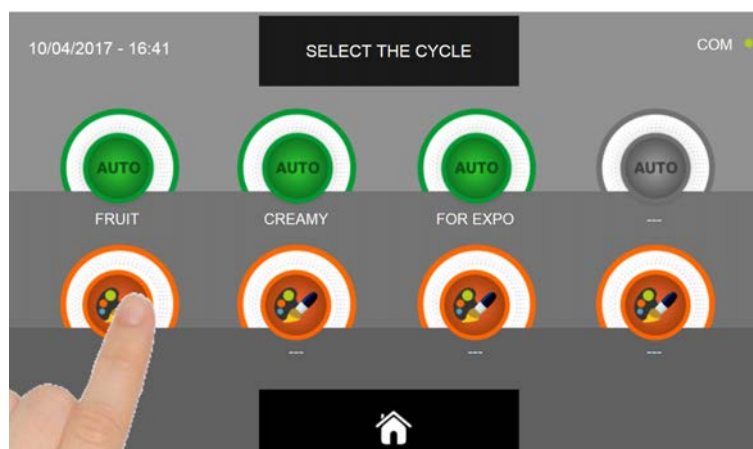 10/04/2017 - 16:41
SELECT THE CYCLE
COM
AUTO
AUTO
AUTO
AUTO
FRUIT
CREAMY
FOR EXPO
---
---
---
---